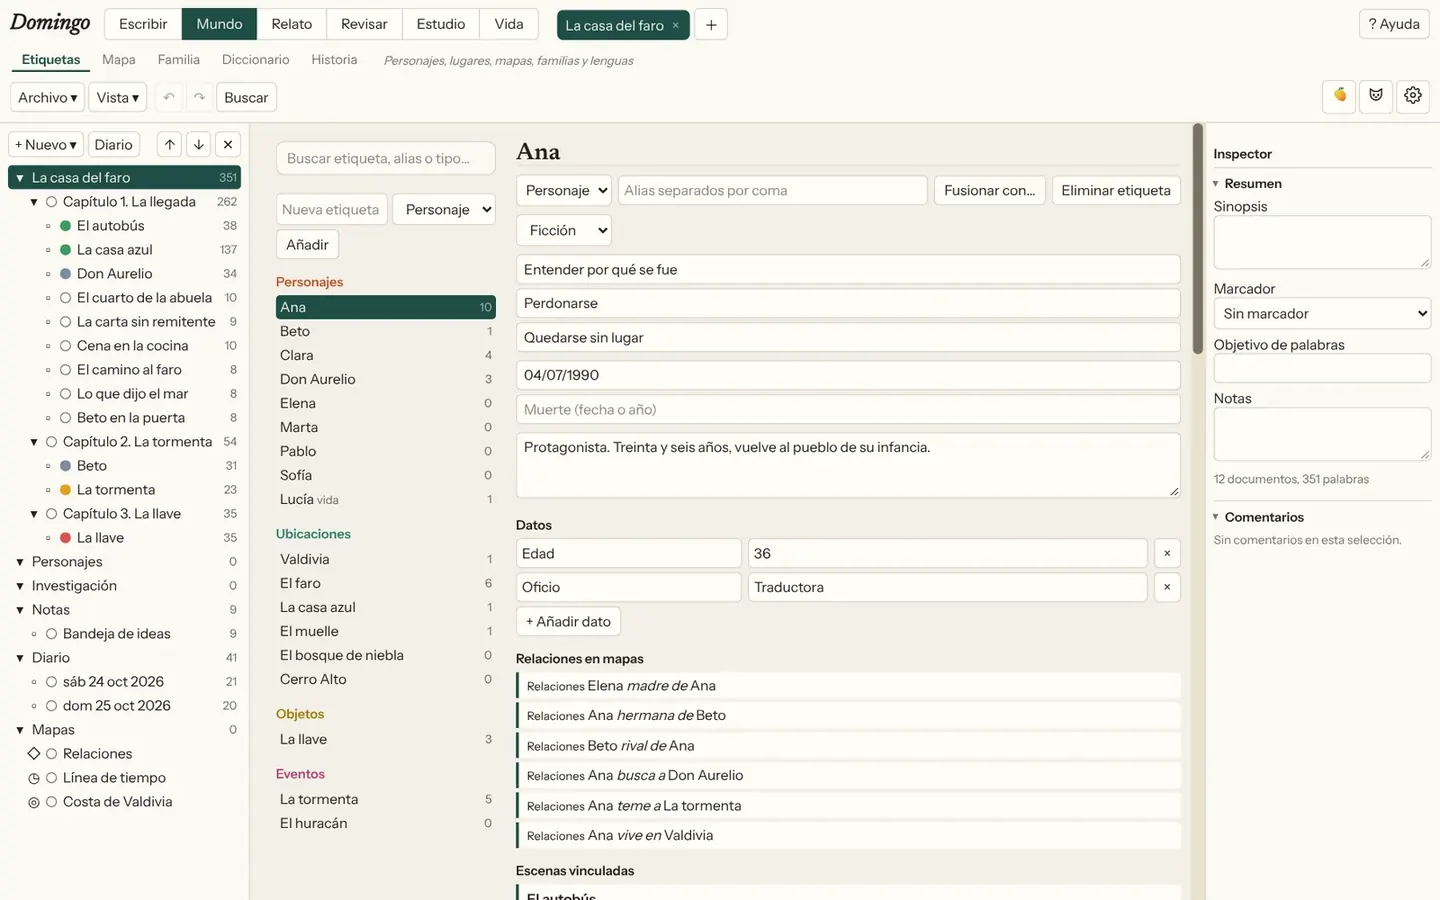 Domingo
Escribir Mundo Relato Revisar Estudio Vida
La casa del faro × +
? Ayuda
Etiquetas Mapa Familia Diccionario Historia Personajes, lugares, mapas, familias y lenguas
Archivo ▾ Vista ▾ ↶ ↷ Buscar
+ Nuevo ▾ Diario ↑ ↓ ✕
▼ La casa del faro 351
▼ Capítulo 1. La llegada 262
El autobús 38
La casa azul 137
Don Aurelio 34
El cuarto de la abuela 10
La carta sin remitente 9
Cena en la cocina 10
El camino al faro 8
Lo que dijo el mar 8
Beto en la puerta 8
▼ Capítulo 2. La tormenta 54
Beto 31
La tormenta 23
▼ Capítulo 3. La llave 35
La llave 35
▼ Personajes 0
▼ Investigación 0
▼ Notas 9
Bandeja de ideas 9
▼ Diario 41
sáb 24 oct 2026 21
dom 25 oct 2026 20
▼ Mapas 0
Relaciones
Línea de tiempo
Costa de Valdivia
Buscar etiqueta, alias o tipo...
Nueva etiqueta Personaje
Añadir
Personajes
Ana 10
Beto 1
Clara 4
Don Aurelio 3
Elena 0
Marta 0
Pablo 0
Sofía 0
Lucía vida 1
Ubicaciones
Valdivia 1
El faro 6
La casa azul 1
El muelle 1
El bosque de niebla 0
Cerro Alto 0
Objetos
La llave 3
Eventos
La tormenta 5
El huracán 0
Ana
Personaje Alias separados por coma Fusionar con... Eliminar etiqueta
Ficción
Entender por qué se fue
Perdonarse
Quedarse sin lugar
04/07/1990
Muerte (fecha o año)
Protagonista. Treinta y seis años, vuelve al pueblo de su infancia.
Datos
Edad 36 ×
Oficio Traductora ×
+ Añadir dato
Relaciones en mapas
Relaciones Elena madre de Ana
Relaciones Ana hermana de Beto
Relaciones Beto rival de Ana
Relaciones Ana busca a Don Aurelio
Relaciones Ana teme a La tormenta
Relaciones Ana vive en Valdivia
Escenas vinculadas
El autobús
Inspector
▼ Resumen
Sinopsis
Marcador
Sin marcador
Objetivo de palabras
Notas
12 documentos, 351 palabras
▼ Comentarios
Sin comentarios en esta selección.